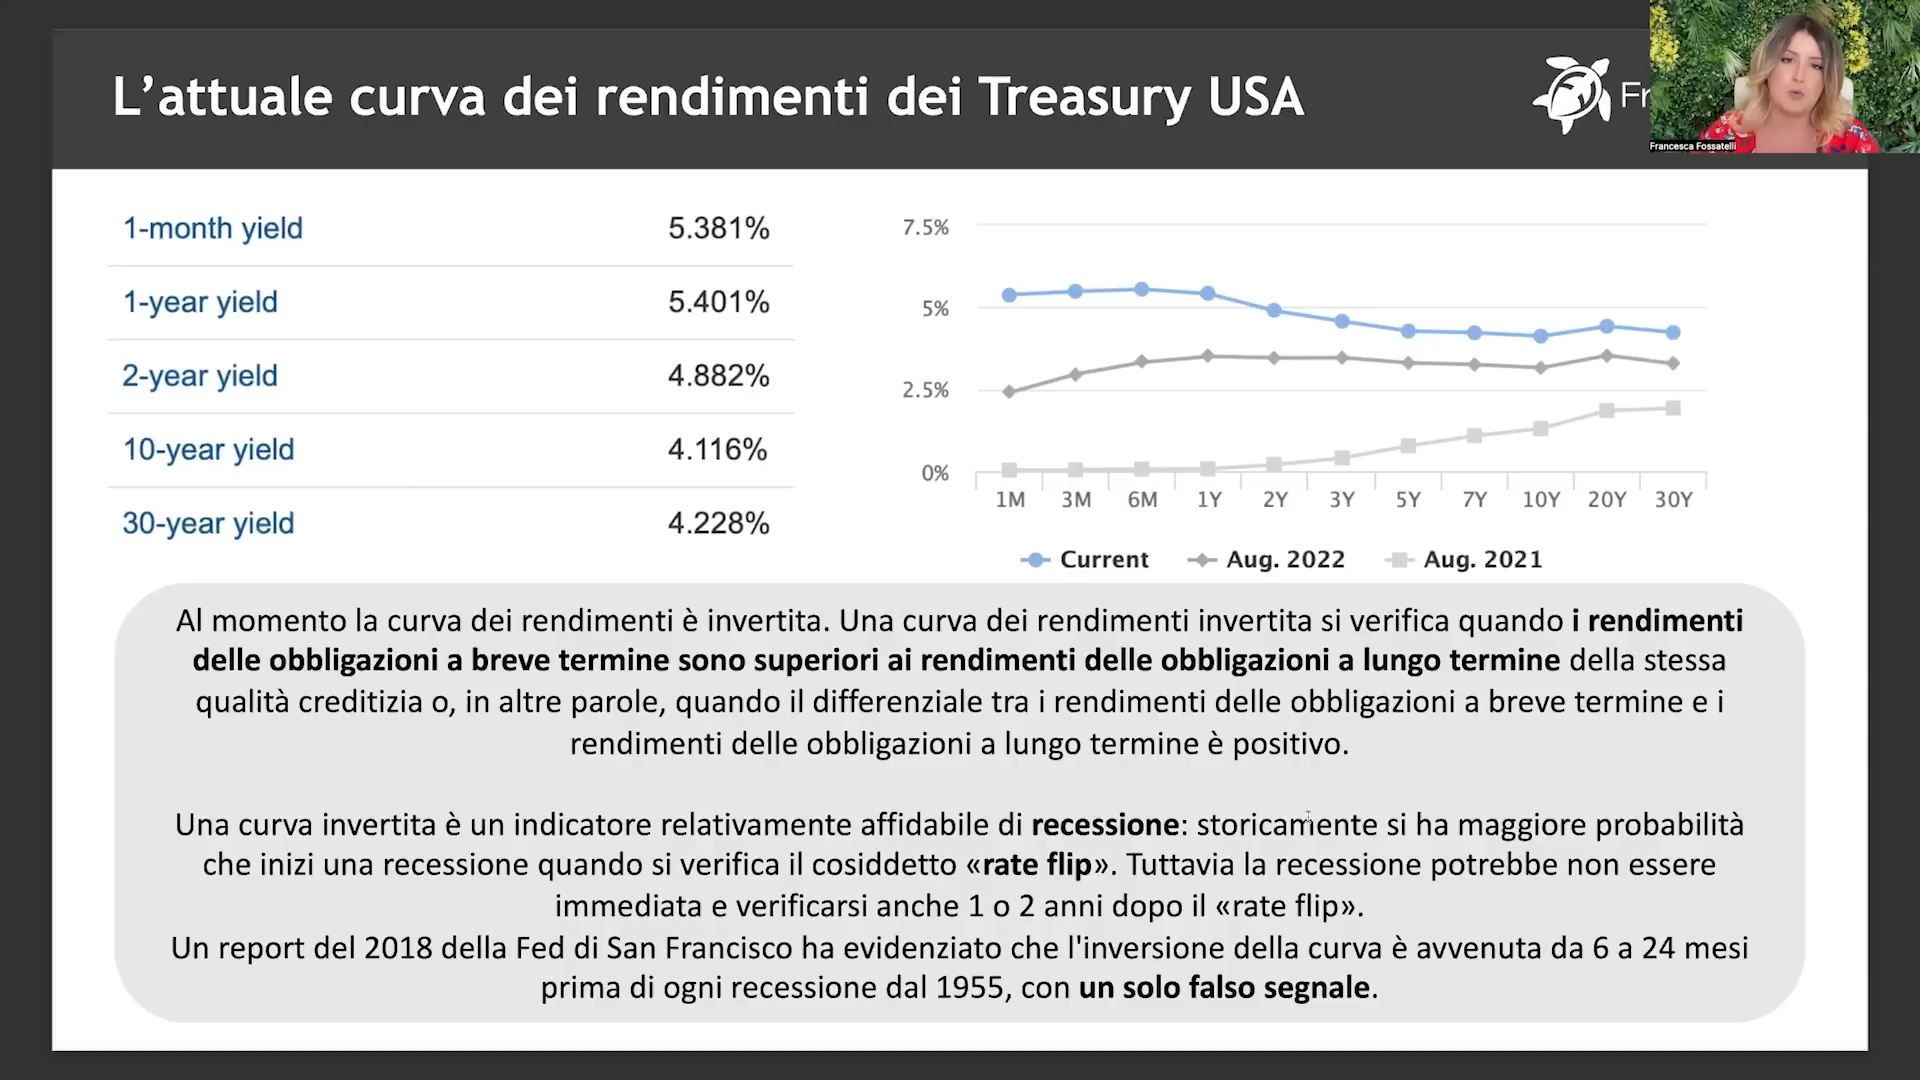 L’attuale curva dei rendimenti dei Treasury USA
Fr
Francesca Fossatelli
1-month yield 5.381%
1-year yield 5.401%
2-year yield 4.882%
10-year yield 4.116%
30-year yield 4.228%
7.5%
5%
2.5%
0%
1M 3M 6M 1Y 2Y 3Y 5Y 7Y 10Y 20Y 30Y
Current Aug. 2022 Aug. 2021
Al momento la curva dei rendimenti è invertita. Una curva dei rendimenti invertita si verifica quando i rendimenti
delle obbligazioni a breve termine sono superiori ai rendimenti delle obbligazioni a lungo termine della stessa
qualità creditizia o, in altre parole, quando il differenziale tra i rendimenti delle obbligazioni a breve termine e i
rendimenti delle obbligazioni a lungo termine è positivo.
Una curva invertita è un indicatore relativamente affidabile di recessione: storicamente si ha maggiore probabilità
che inizi una recessione quando si verifica il cosiddetto «rate flip». Tuttavia la recessione potrebbe non essere
immediata e verificarsi anche 1 o 2 anni dopo il «rate flip».
Un report del 2018 della Fed di San Francisco ha evidenziato che l'inversione della curva è avvenuta da 6 a 24 mesi
prima di ogni recessione dal 1955, con un solo falso segnale.